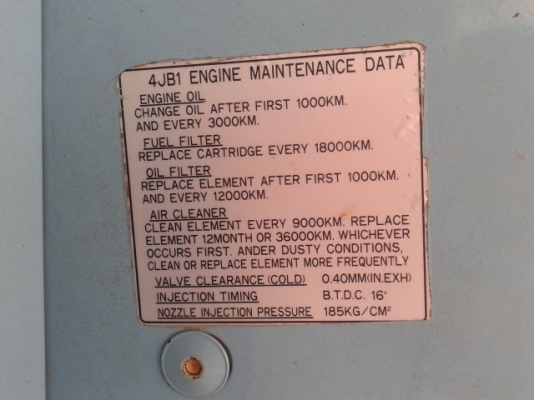 4JB1 ENGINE MAINTENANCE DATA
ENGINE OIL
CHANGE OIL AFTER FIRST 1000KM.
AND EVERY 3000KM.
FUEL FILTER
REPLACE CARTRIDGE EVERY 18000KM.
OIL FILTER
REPLACE ELEMENT AFTER FIRST 1000KM.
AND EVERY 12000KM.
AIR CLEANER
CLEAN ELEMENT EVERY 9000KM. REPLACE
ELEMENT 12MONTH OR 36000KM. WHICHEVER
OCCURS FIRST. ANDER DUSTY CONDITIONS,
CLEAN OR REPLACE ELEMENT MORE FREQUENTLY
VALVE CLEARANCE (COLD) 0.40MM(IN.EXH)
INJECTION TIMING B.T.D.C. 16°
NOZZLE INJECTION PRESSURE 185KG/CM²